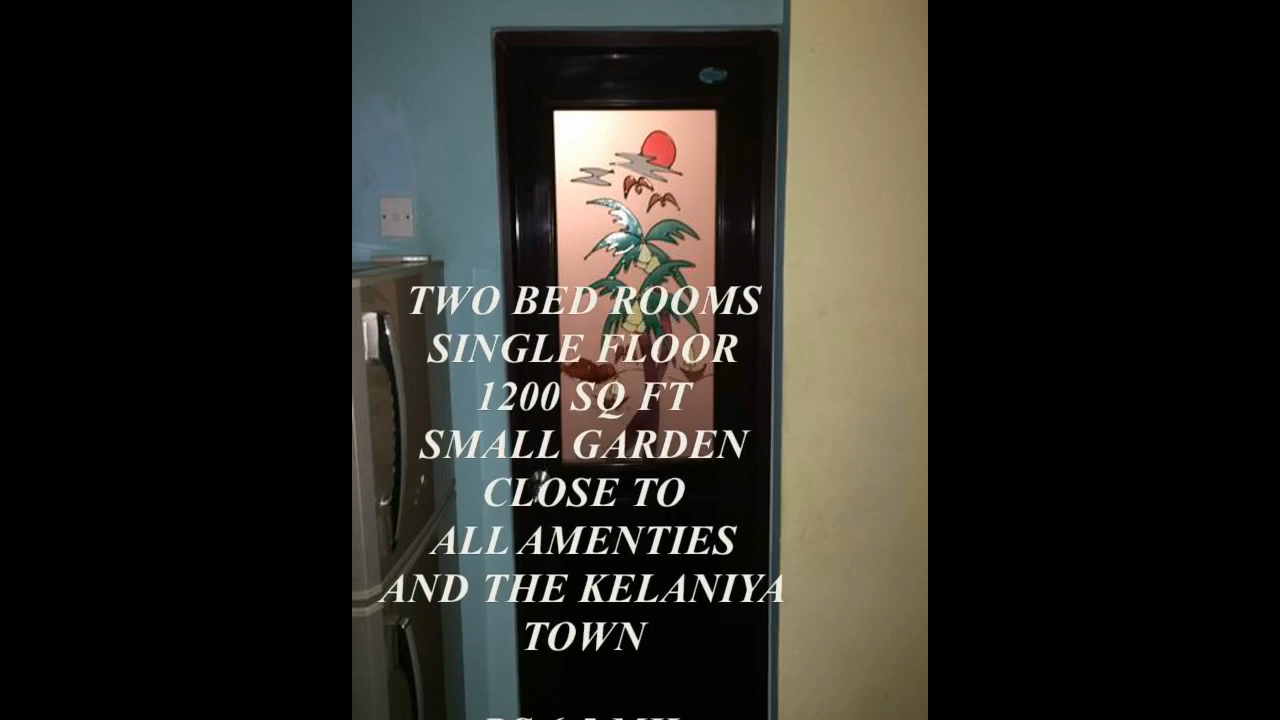 TWO BED ROOMS
SINGLE FLOOR
1200 SQ FT
SMALL GARDEN
CLOSE TO
ALL AMENTIES
AND THE KELANIYA
TOWN